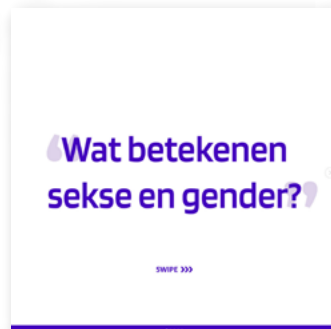 “Wat betekenen
sekse en gender?”
SWIPE »»